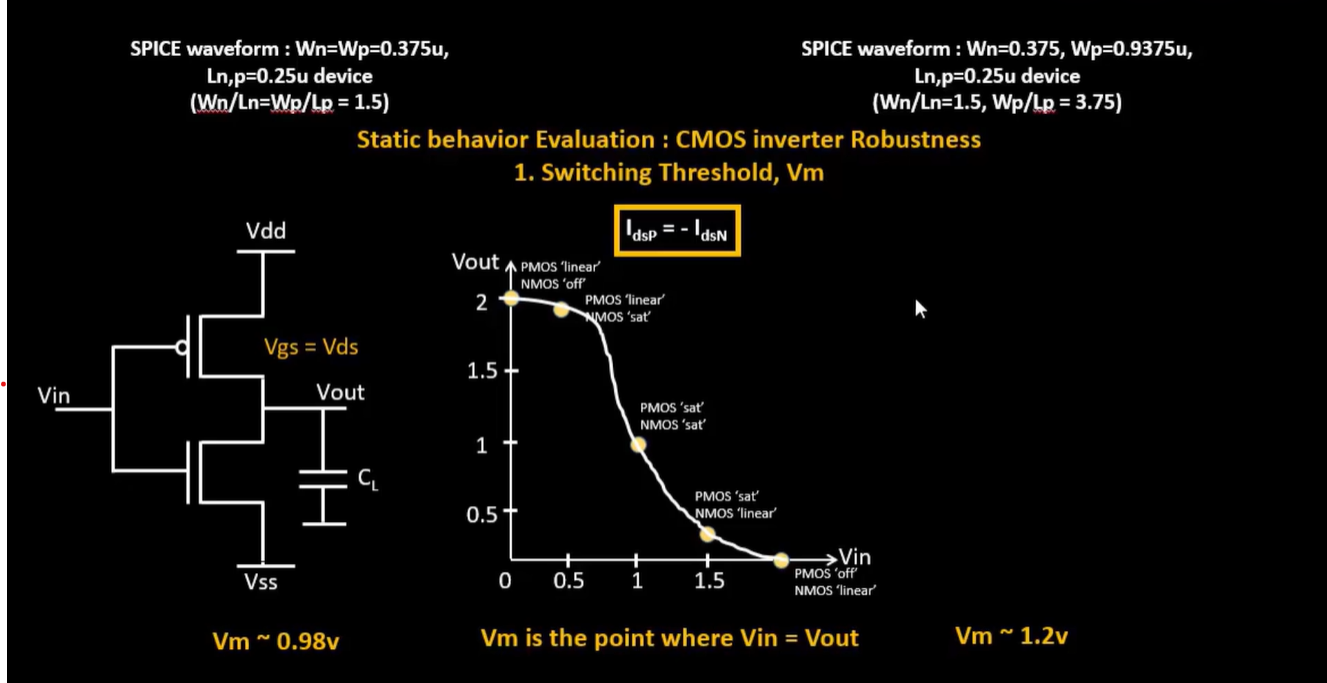 SPICE waveform : Wn=Wp=0.375u,
Ln,p=0.25u device
(Wn/Ln=Wp/Lp = 1.5)
SPICE waveform : Wn=0.375, Wp=0.9375u,
Ln,p=0.25u device
(Wn/Ln=1.5, Wp/Lp = 3.75)
Static behavior Evaluation : CMOS inverter Robustness
1. Switching Threshold, Vm
IdsP = - IdsN
Vdd
Vgs = Vds
Vin
Vout
CL
Vss
Vout
PMOS 'linear'
NMOS 'off'
2
PMOS 'linear'
NMOS 'sat'
1.5
PMOS 'sat'
NMOS 'sat'
1
PMOS 'sat'
NMOS 'linear'
0.5
Vin
PMOS 'off'
NMOS 'linear'
0 0.5 1 1.5
Vm ~ 0.98v
Vm is the point where Vin = Vout
Vm ~ 1.2v